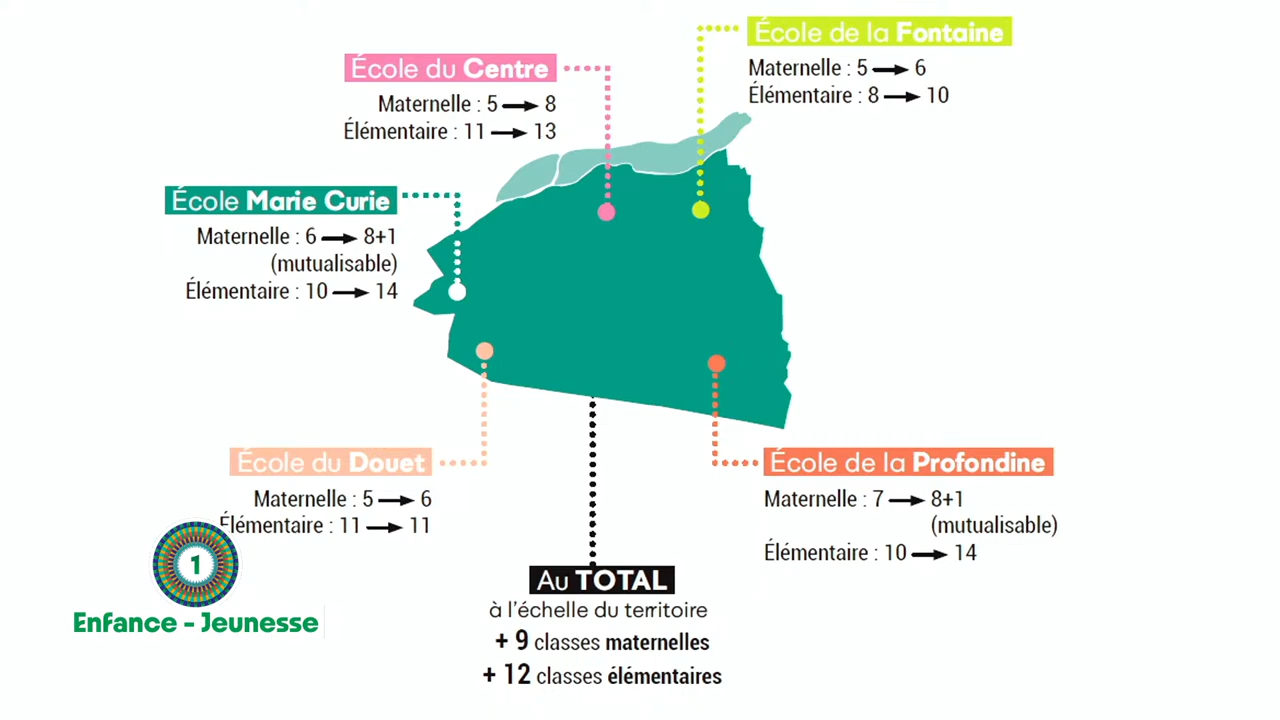 École de la Fontaine
Maternelle : 5 → 6
Élémentaire : 8 → 10
École du Centre
Maternelle : 5 → 8
Élémentaire : 11 → 13
École Marie Curie
Maternelle : 6 → 8+1
(mutualisable)
Élémentaire : 10 → 14
École du Douet
Maternelle : 5 → 6
Élémentaire : 11 → 11
École de la Profondine
Maternelle : 7 → 8+1
(mutualisable)
Élémentaire : 10 → 14
1
Enfance - Jeunesse
Au TOTAL
à l'échelle du territoire
+ 9 classes maternelles
+ 12 classes élémentaires